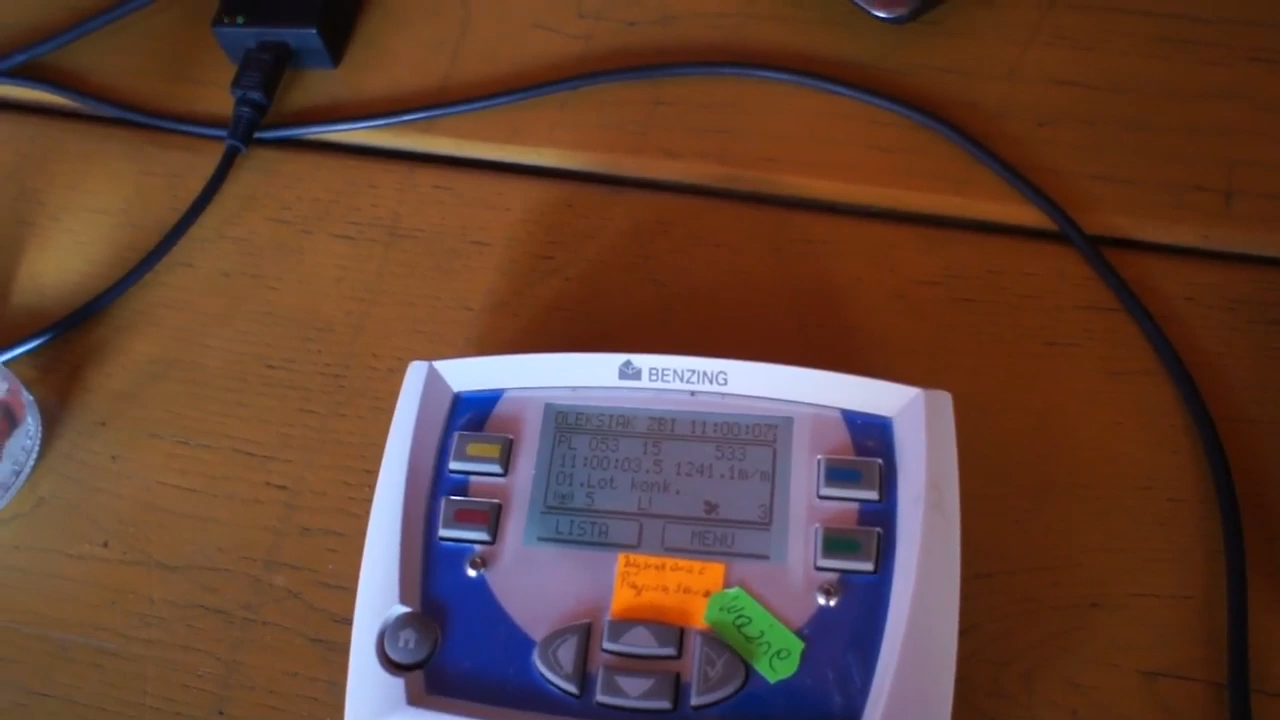 BENZING
OLEKSIAK ZBI 11:00:07
PL 053 15 533
11:00:03.5 1241.1m/m
01.Lot konk.
5 L! 3
LISTA MENU
ważne